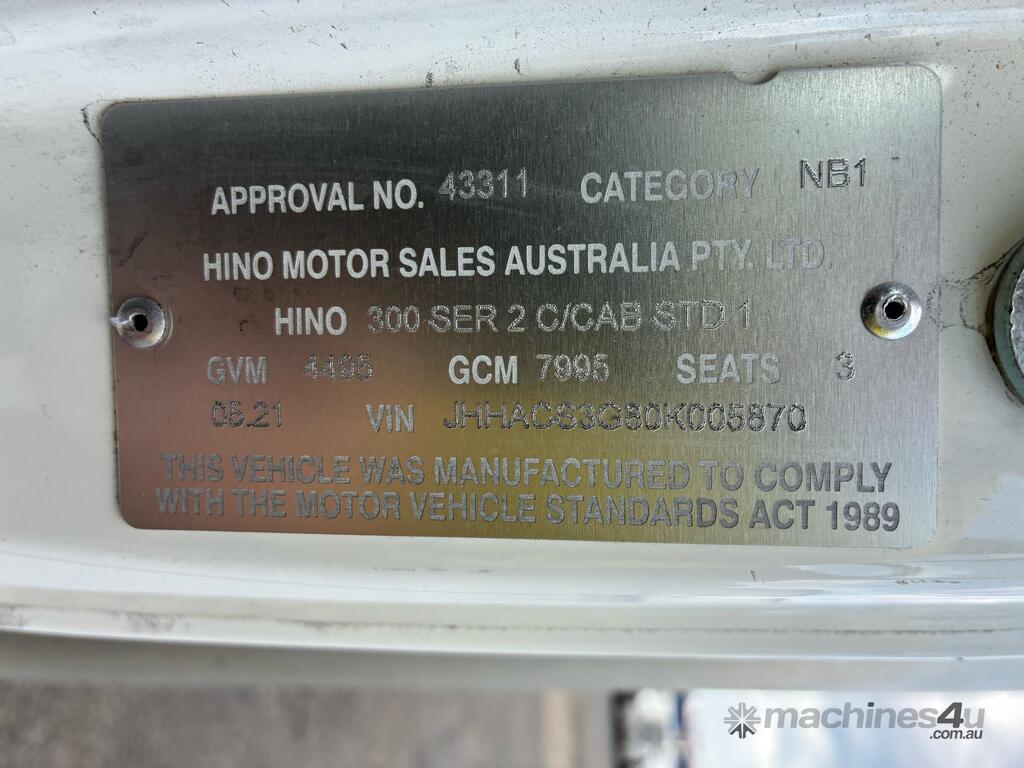 APPROVAL NO. 43311 CATEGORY NB1
HINO MOTOR SALES AUSTRALIA PTY. LTD.
HINO 300 SER 2 C/CAB STD 1
GVM 4495 GCM 7995 SEATS 3
05.21 VIN JHHACS3G80K005870
THIS VEHICLE WAS MANUFACTURED TO COMPLY
WITH THE MOTOR VEHICLE STANDARDS ACT 1989
machines4u
.com.au